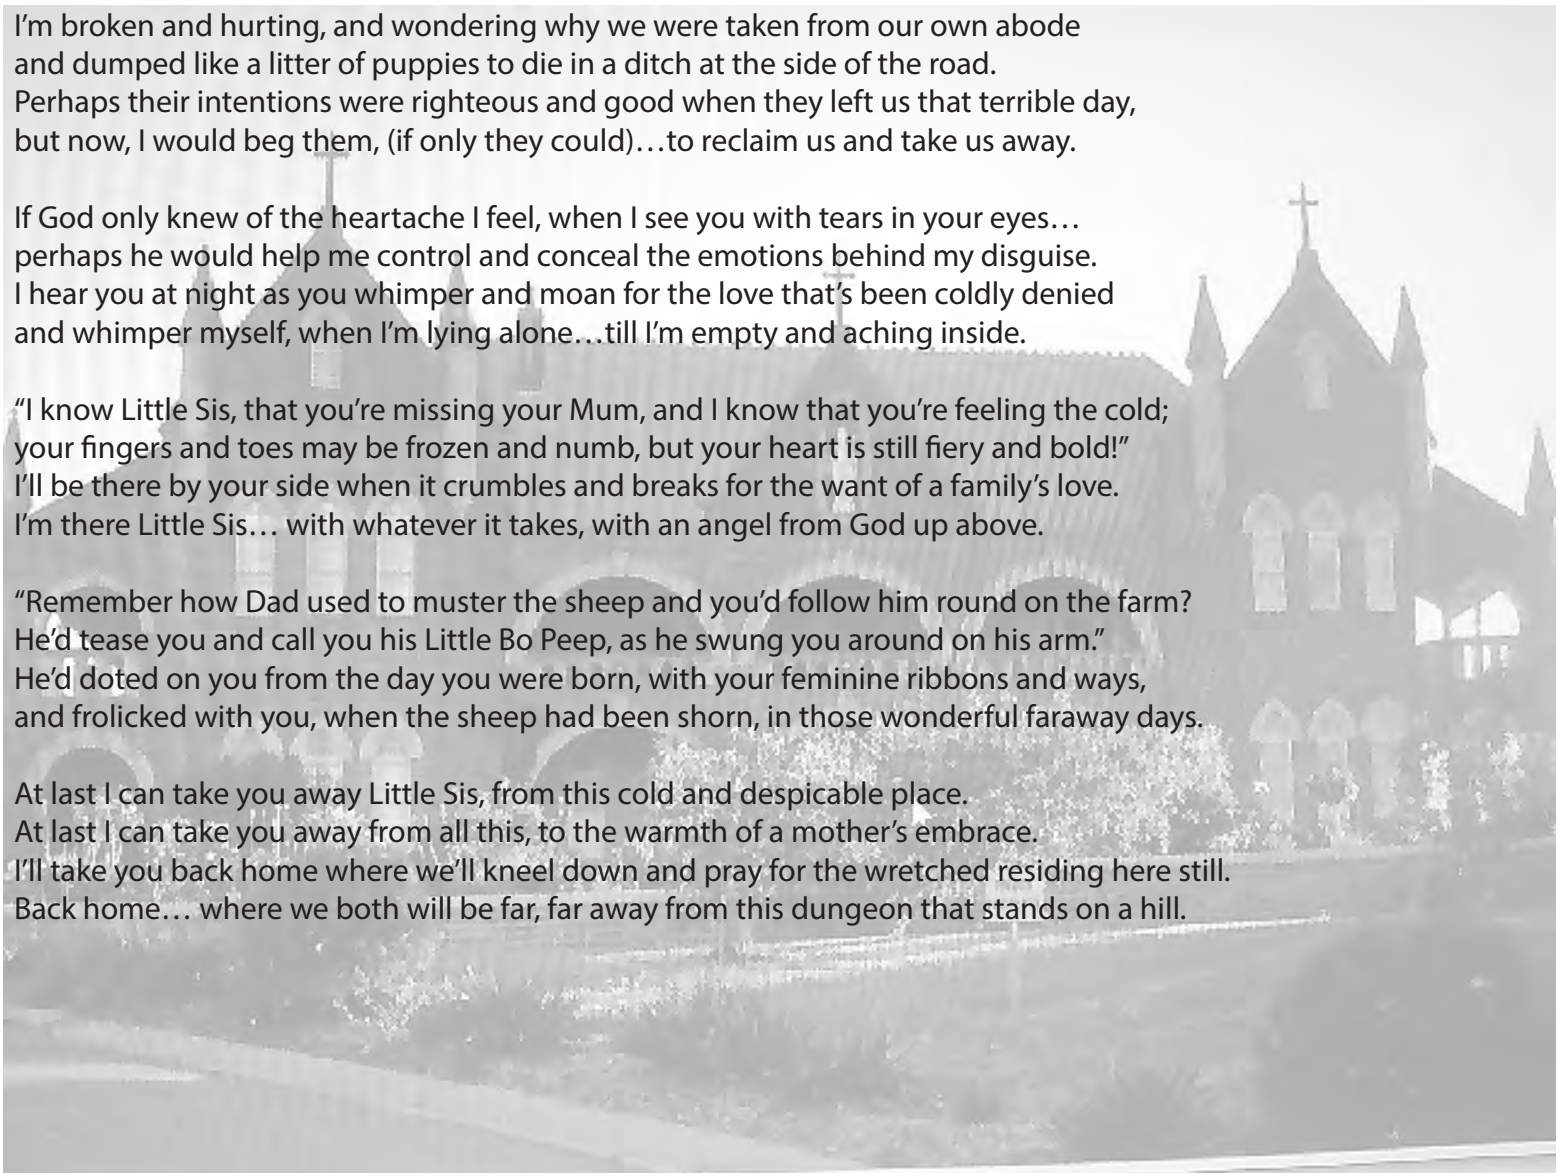 I'm broken and hurting, and wondering why we were taken from our own abode
and dumped like a litter of puppies to die in a ditch at the side of the road.
Perhaps their intentions were righteous and good when they left us that terrible day,
but now, I would beg them, (if only they could)…to reclaim us and take us away.

If God only knew of the heartache I feel, when I see you with tears in your eyes…
perhaps he would help me control and conceal the emotions behind my disguise.
I hear you at night as you whimper and moan for the love that's been coldly denied
and whimper myself, when I'm lying alone…till I'm empty and aching inside.

“I know Little Sis, that you're missing your Mum, and I know that you're feeling the cold;
your fingers and toes may be frozen and numb, but your heart is still fiery and bold!”
I'll be there by your side when it crumbles and breaks for the want of a family's love.
I'm there Little Sis… with whatever it takes, with an angel from God up above.

“Remember how Dad used to muster the sheep and you'd follow him round on the farm?
He'd tease you and call you his Little Bo Peep, as he swung you around on his arm.”
He'd doted on you from the day you were born, with your feminine ribbons and ways,
and frolicked with you, when the sheep had been shorn, in those wonderful faraway days.

At last I can take you away Little Sis, from this cold and despicable place.
At last I can take you away from all this, to the warmth of a mother's embrace.
I'll take you back home where we'll kneel down and pray for the wretched residing here still.
Back home… where we both will be far, far away from this dungeon that stands on a hill.